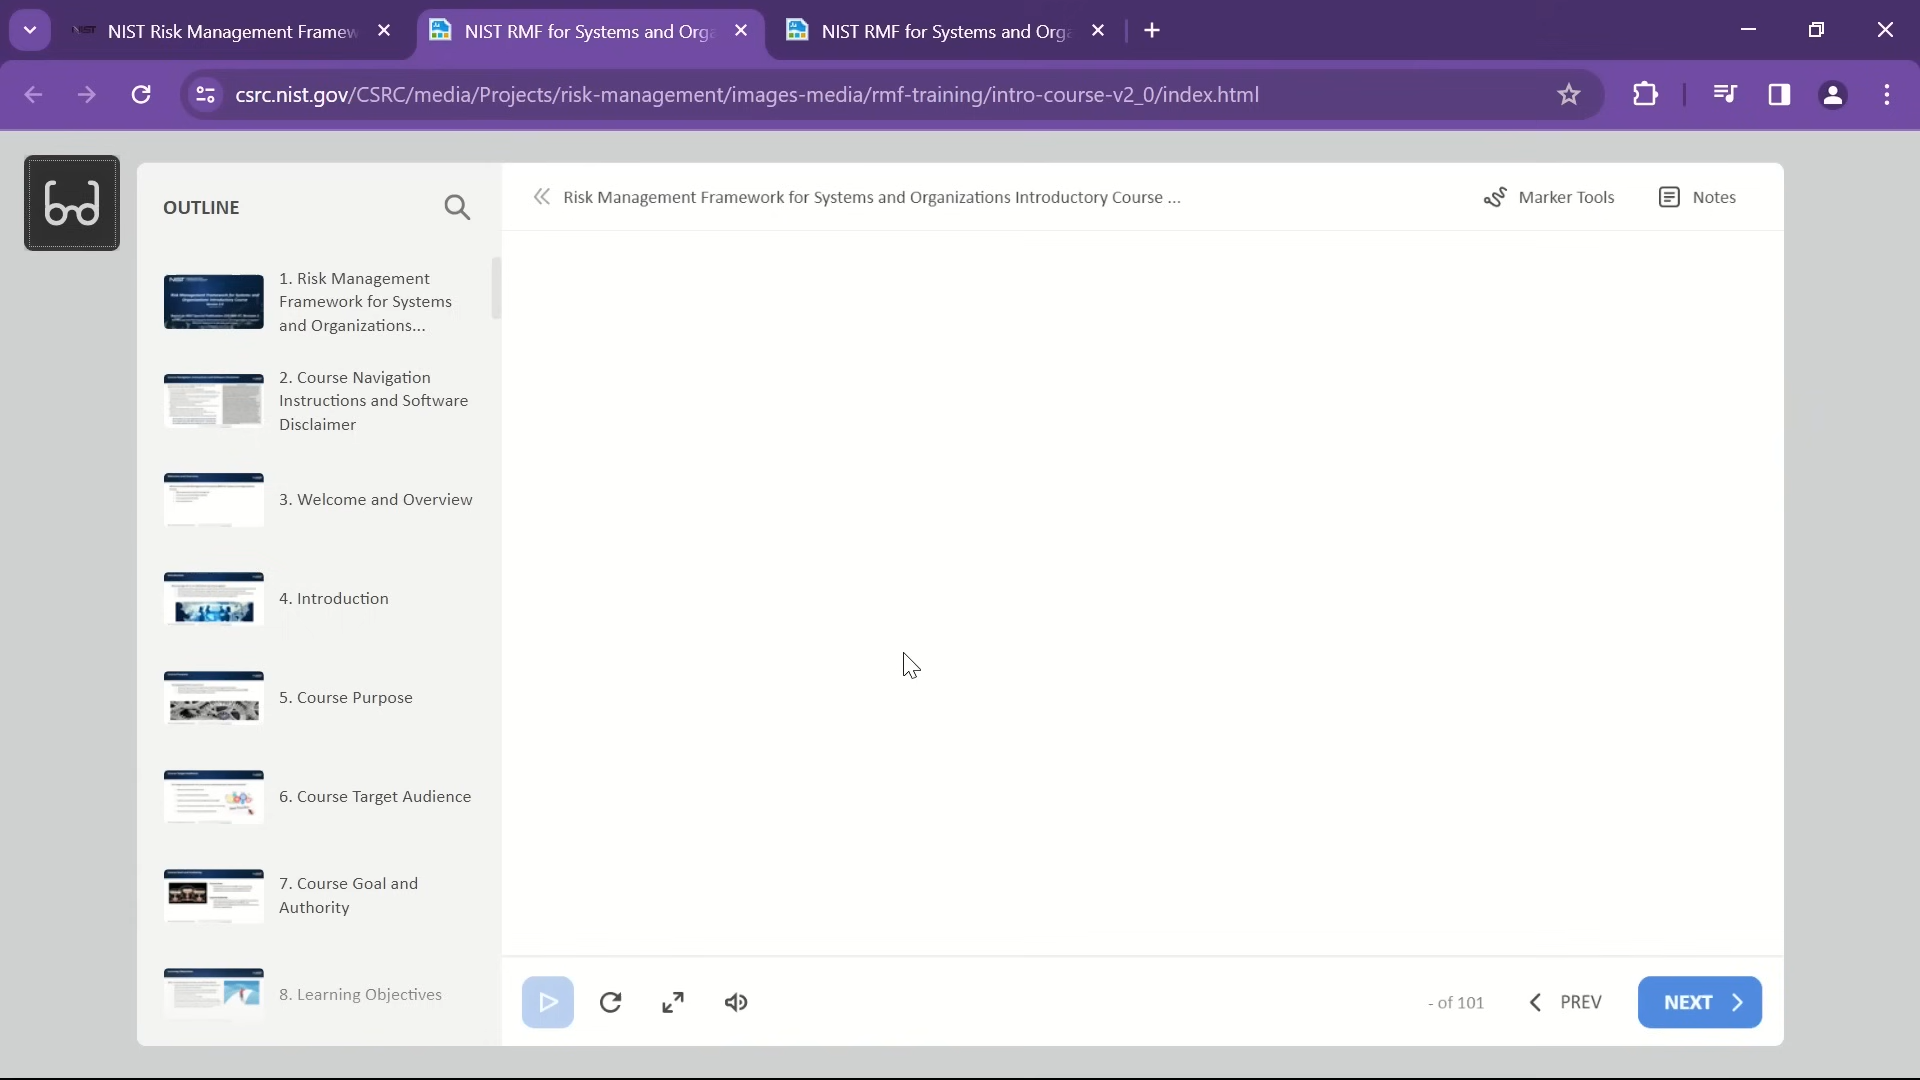 NIST Risk Management Framew
NIST RMF for Systems and Orga
NIST RMF for Systems and Orga
csrc.nist.gov/CSRC/media/Projects/risk-management/images-media/rmf-training/intro-course-v2_0/index.html
OUTLINE
Risk Management Framework for Systems and Organizations Introductory Course ...
Marker Tools
Notes
1. Risk Management
Framework for Systems
and Organizations...
2. Course Navigation
Instructions and Software
Disclaimer
3. Welcome and Overview
4. Introduction
5. Course Purpose
6. Course Target Audience
7. Course Goal and
Authority
8. Learning Objectives
- of 101
PREV
NEXT